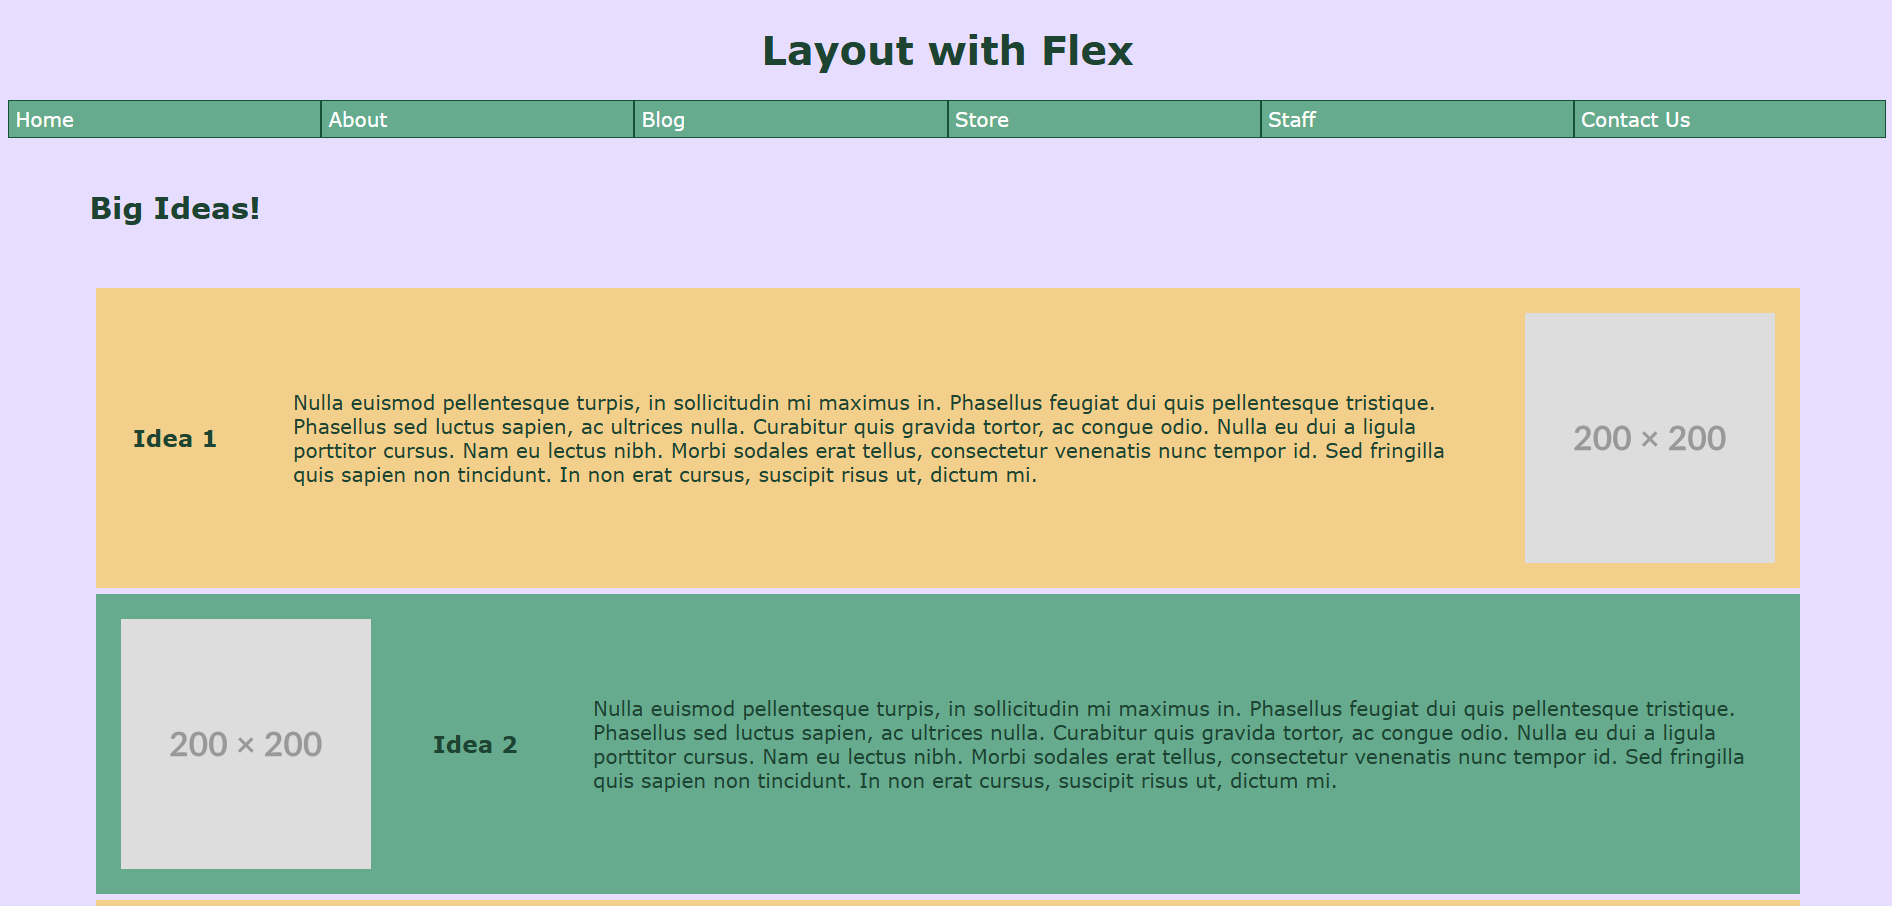 Layout with Flex
Home About Blog Store Staff Contact Us
Big Ideas!
Idea 1
Nulla euismod pellentesque turpis, in sollicitudin mi maximus in. Phasellus feugiat dui quis pellentesque tristique.
Phasellus sed luctus sapien, ac ultrices nulla. Curabitur quis gravida tortor, ac congue odio. Nulla eu dui a ligula
porttitor cursus. Nam eu lectus nibh. Morbi sodales erat tellus, consectetur venenatis nunc tempor id. Sed fringilla
quis sapien non tincidunt. In non erat cursus, suscipit risus ut, dictum mi.
200 × 200
200 × 200
Idea 2
Nulla euismod pellentesque turpis, in sollicitudin mi maximus in. Phasellus feugiat dui quis pellentesque tristique.
Phasellus sed luctus sapien, ac ultrices nulla. Curabitur quis gravida tortor, ac congue odio. Nulla eu dui a ligula
porttitor cursus. Nam eu lectus nibh. Morbi sodales erat tellus, consectetur venenatis nunc tempor id. Sed fringilla
quis sapien non tincidunt. In non erat cursus, suscipit risus ut, dictum mi.